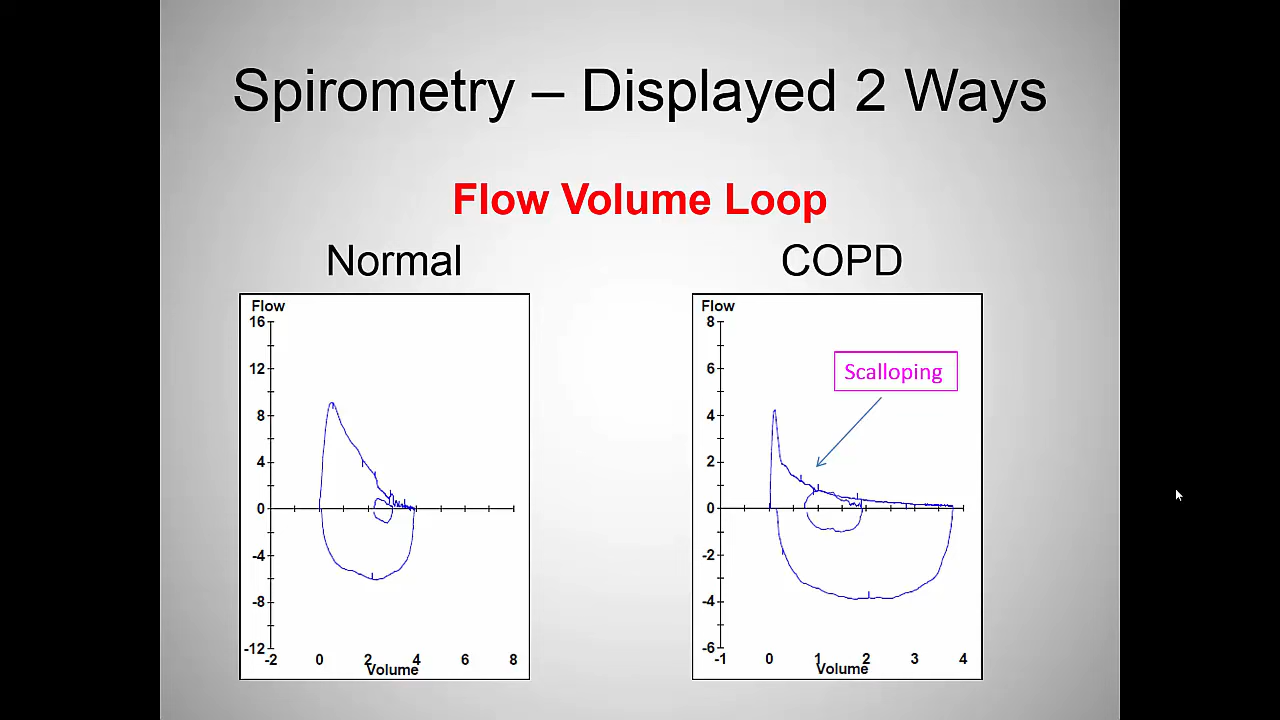 Spirometry – Displayed 2 Ways
Flow Volume Loop
Normal
COPD
Flow
16
12
8
4
0
-4
-8
-12
-2 0 2 4 6 8
Volume
Flow
8
6
4
2
0
-2
-4
-6
-1 0 1 2 3 4
Volume
Scalloping